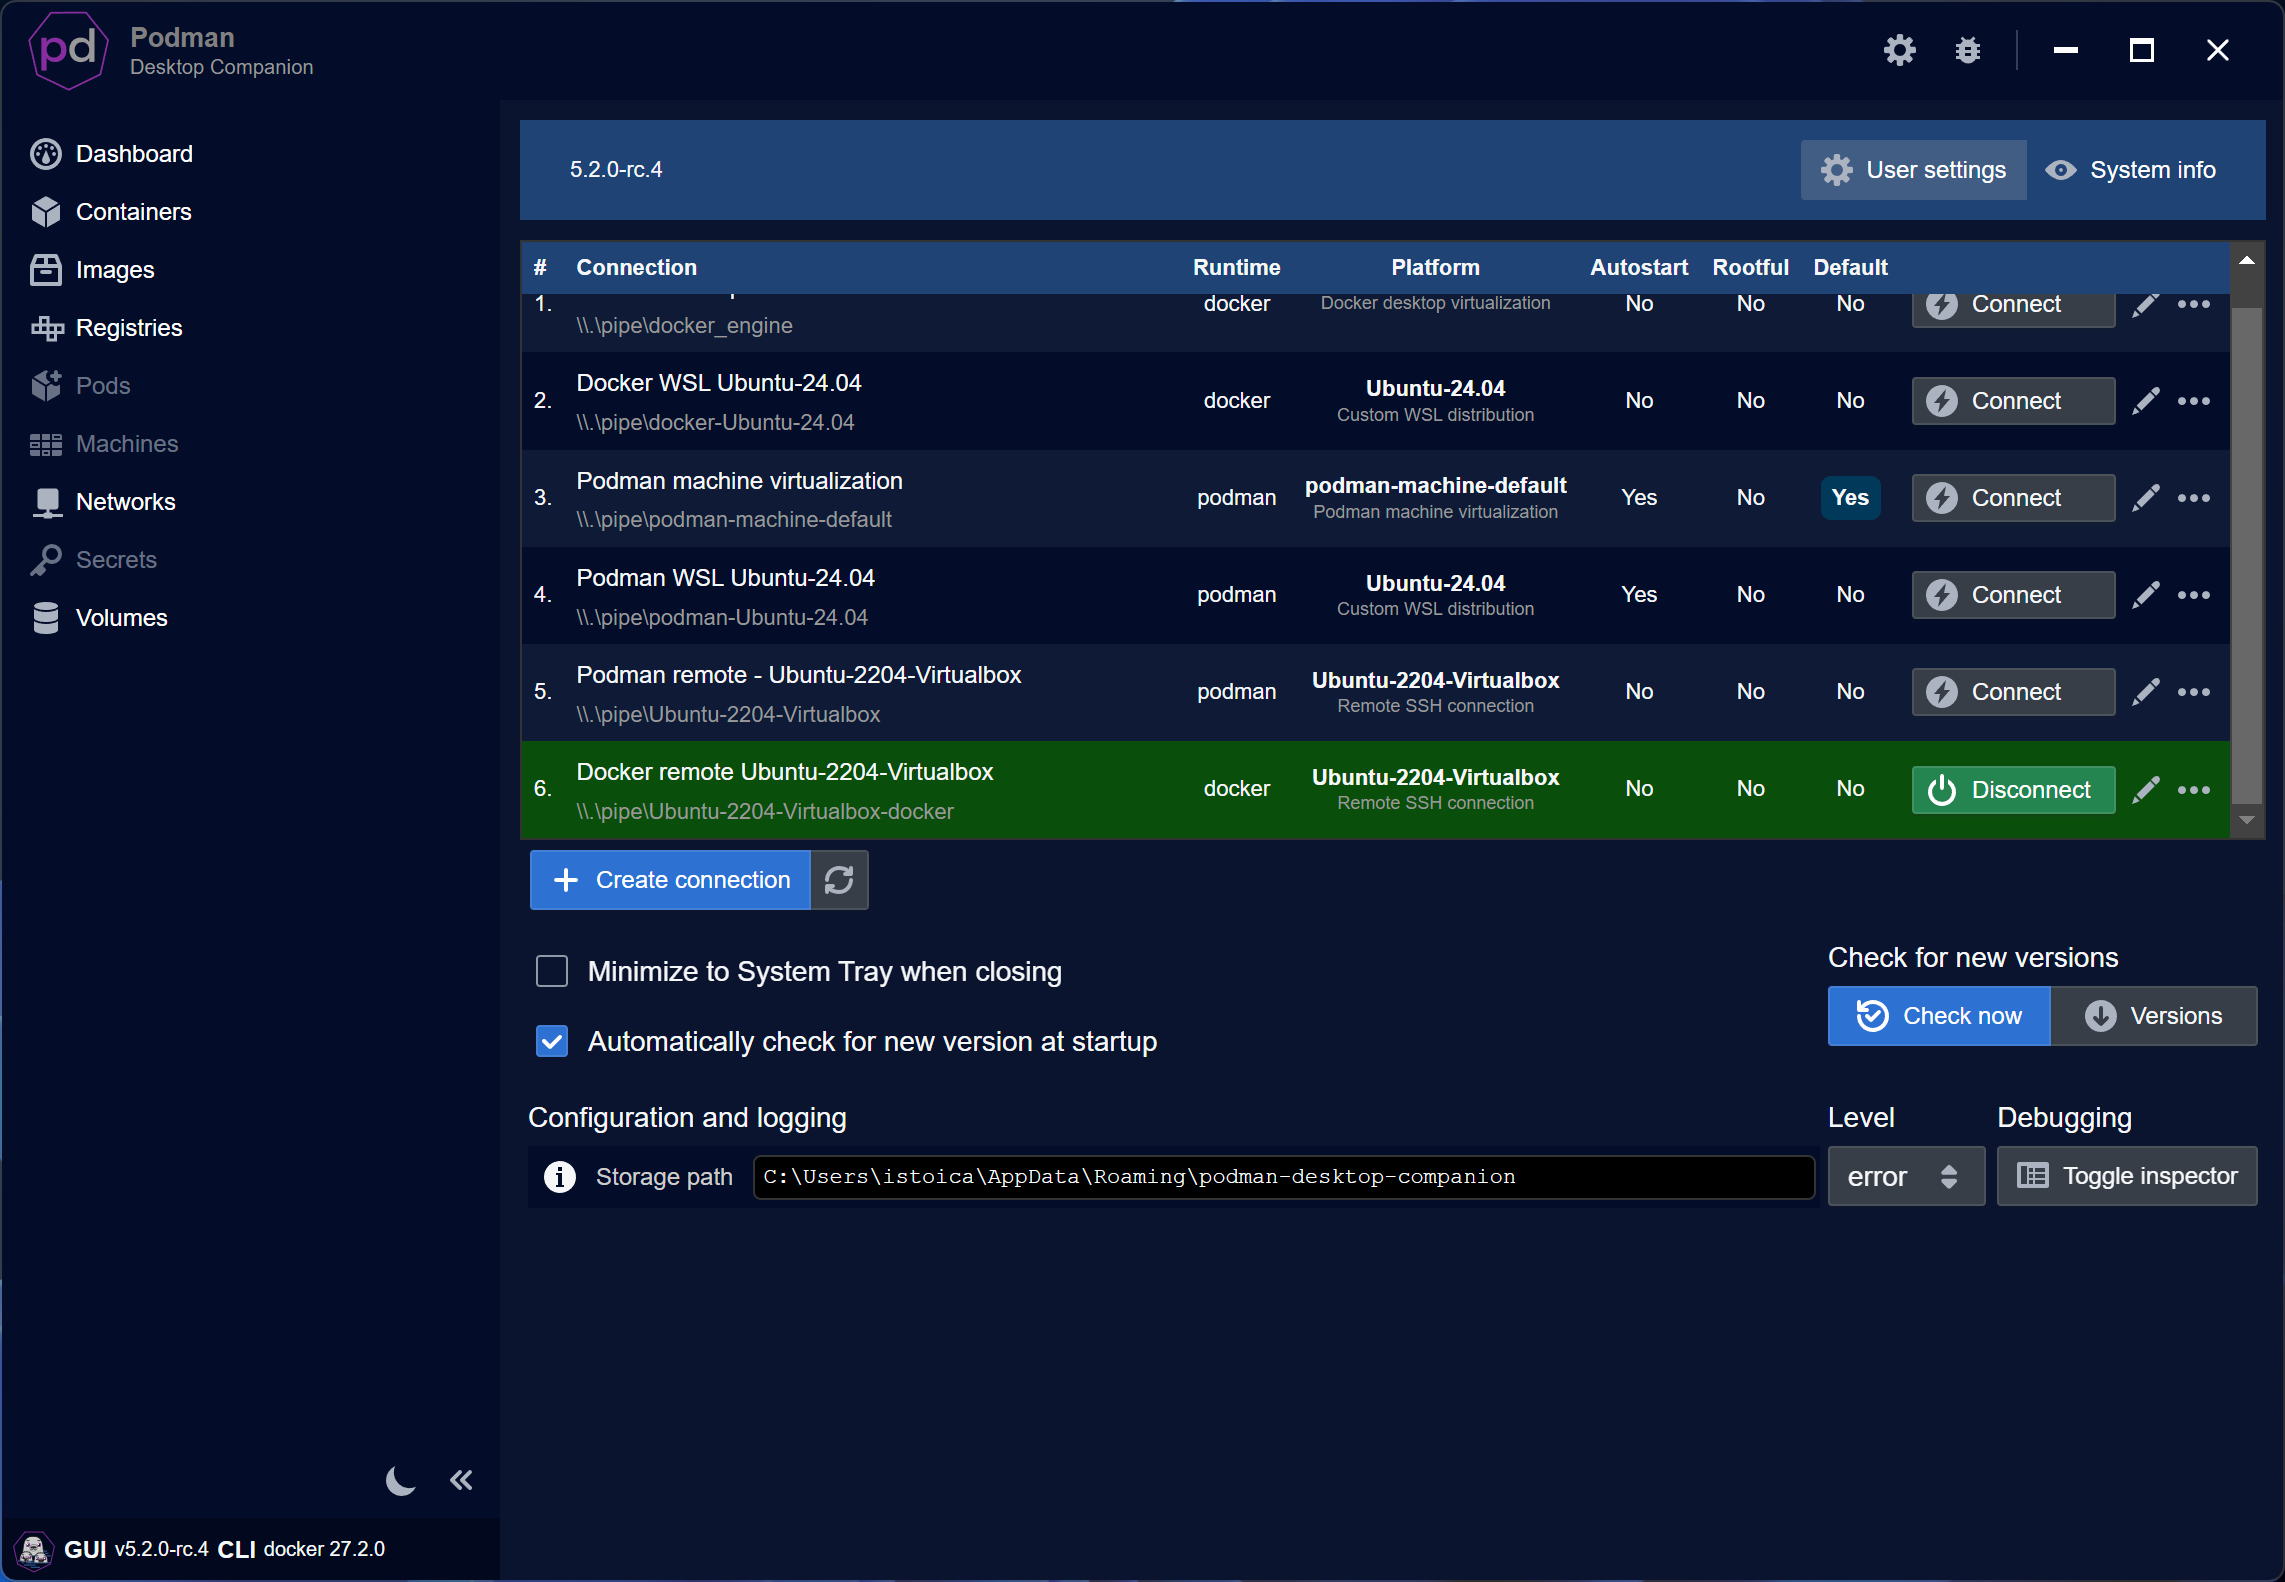 pd
Podman
Desktop Companion
Dashboard
Containers
Images
Registries
Pods
Machines
Networks
Secrets
Volumes
GUI v5.2.0-rc.4 CLI docker 27.2.0
5.2.0-rc.4
User settings
System info
# Connection Runtime Platform Autostart Rootful Default
1. docker Docker desktop virtualization No No No Connect
\\.\pipe\docker_engine
Docker WSL Ubuntu-24.04
2. docker Ubuntu-24.04 No No No Connect
Custom WSL distribution
\\.\pipe\docker-Ubuntu-24.04
Podman machine virtualization
3. podman podman-machine-default Yes No Yes Connect
Podman machine virtualization
\\.\pipe\podman-machine-default
Podman WSL Ubuntu-24.04
4. podman Ubuntu-24.04 Yes No No Connect
Custom WSL distribution
\\.\pipe\podman-Ubuntu-24.04
Podman remote - Ubuntu-2204-Virtualbox
5. podman Ubuntu-2204-Virtualbox No No No Connect
Remote SSH connection
\\.\pipe\Ubuntu-2204-Virtualbox
Docker remote Ubuntu-2204-Virtualbox
6. docker Ubuntu-2204-Virtualbox No No No Disconnect
Remote SSH connection
\\.\pipe\Ubuntu-2204-Virtualbox-docker
Create connection
Minimize to System Tray when closing
Automatically check for new version at startup
Check for new versions
Check now
Versions
Configuration and logging
Storage path C:\Users\istoica\AppData\Roaming\podman-desktop-companion
Level
error
Debugging
Toggle inspector